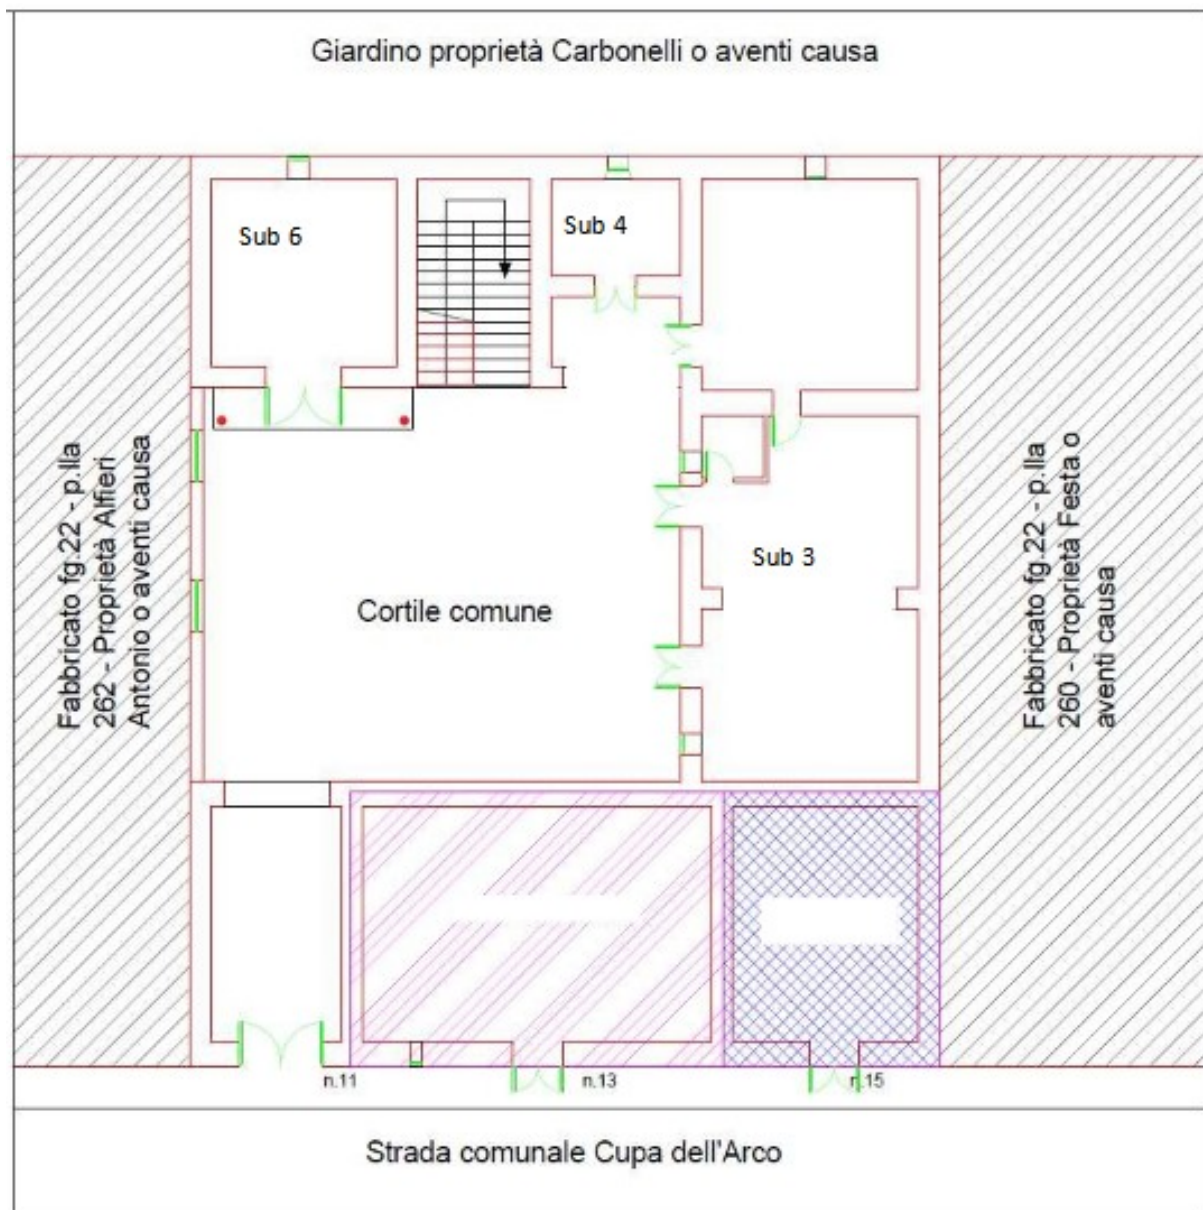 Giardino proprietà Carbonelli o aventi causa
Sub 6
Sub 4
Fabbricato fg.22 - p.lla
262 - Proprietà Alfieri
Antonio o aventi causa
Cortile comune
Sub 3
Fabbricato fg.22 - p.lla
260 - Proprietà Festa o
aventi causa
n.11
n.13
n.15
Strada comunale Cupa dell'Arco